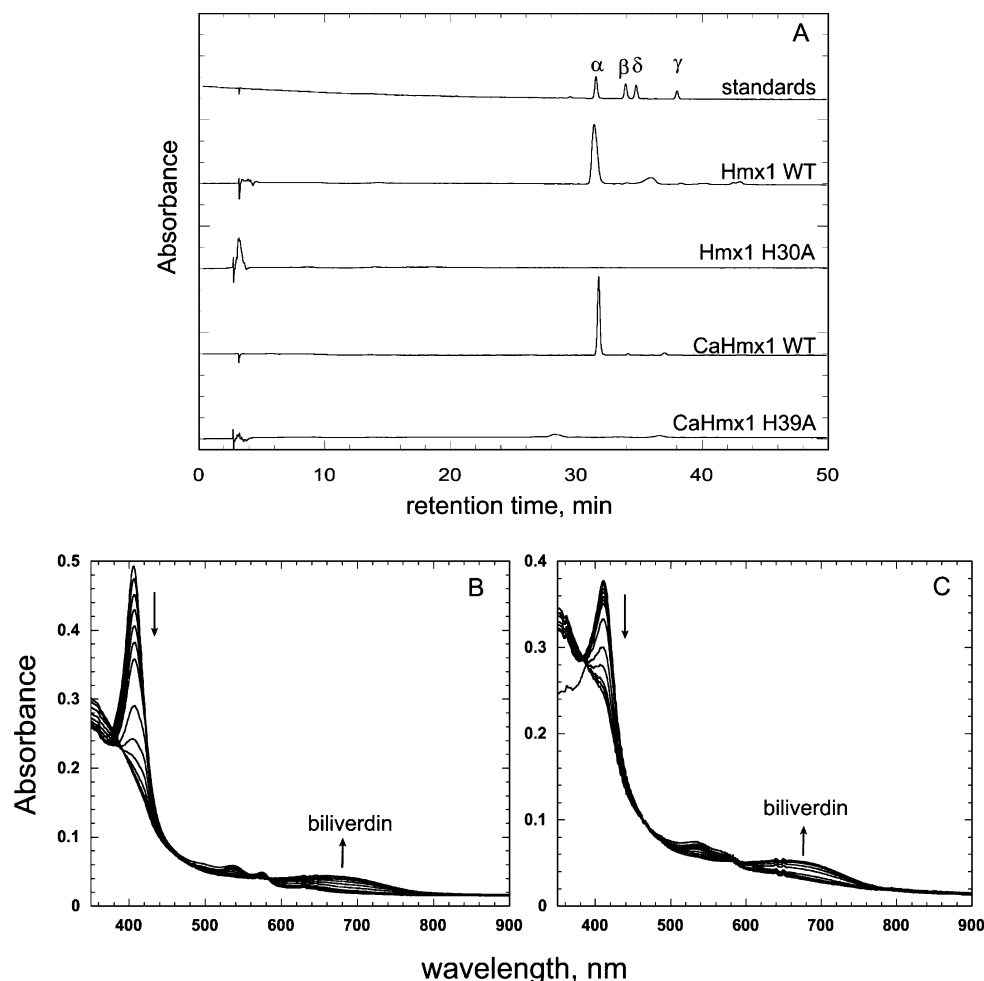 A
α β δ γ
standards
Hmx1 WT
Hmx1 H30A
CaHmx1 WT
CaHmx1 H39A
Absorbance
0 10 20 30 40 50
retention time, min
B
0.5
0.4
0.3
0.2
0.1
0
biliverdin
400 500 600 700 800 900
C
0.4
0.3
0.2
0.1
0
biliverdin
400 500 600 700 800 900
Absorbance
wavelength, nm